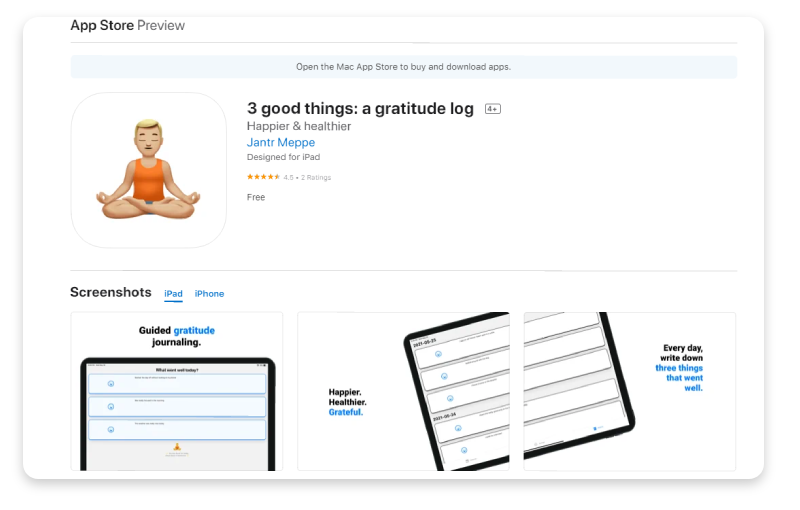 App Store Preview
Open the Mac App Store to buy and download apps.
3 good things: a gratitude log 4+
Happier & healthier
Jantr Meppe
Designed for iPad
4.5 • 2 Ratings
Free
Screenshots iPad iPhone
Guided gratitude
journaling.
What went well today?
Happier.
Healthier.
Grateful.
2021-05-25
2021-05-24
Every day,
write down
three things
that went
well.